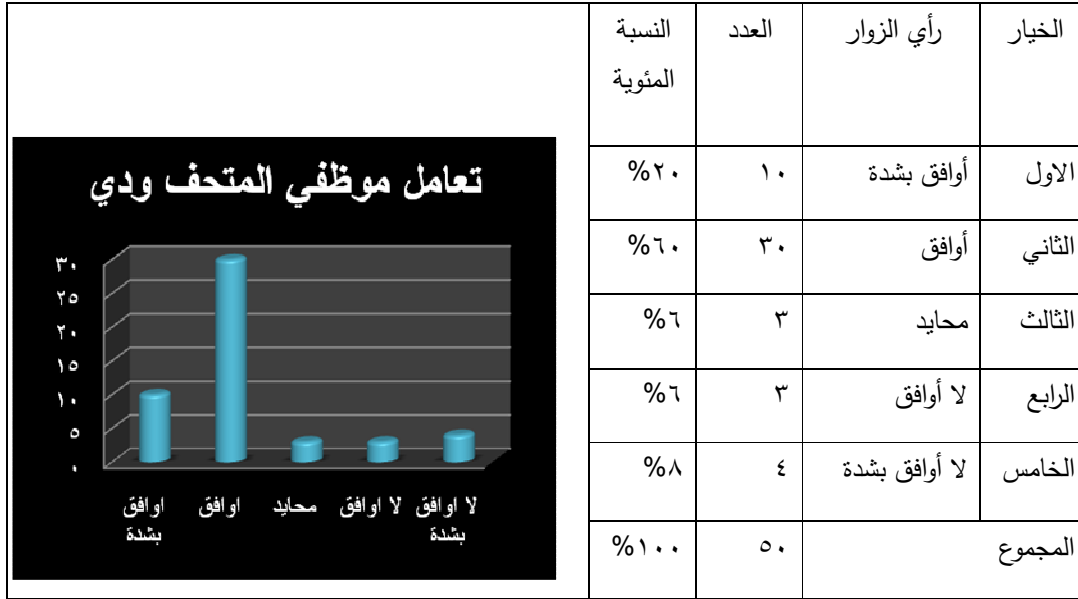 الخيار رأي الزوار العدد النسبة المئوية
الاول أوافق بشدة ١٠ %٢٠
الثاني أوافق ٣٠ %٦٠
الثالث محايد ٣ %٦
الرابع لا أوافق ٣ %٦
الخامس لا أوافق بشدة ٤ %٨
المجموع ٥٠ %١٠٠
تعامل موظفي المتحف ودي
٣٠
٢٥
٢٠
١٥
١٠
٥
٠
اوافق بشدة
اوافق
محايد
لا اوافق
لا اوافق بشدة